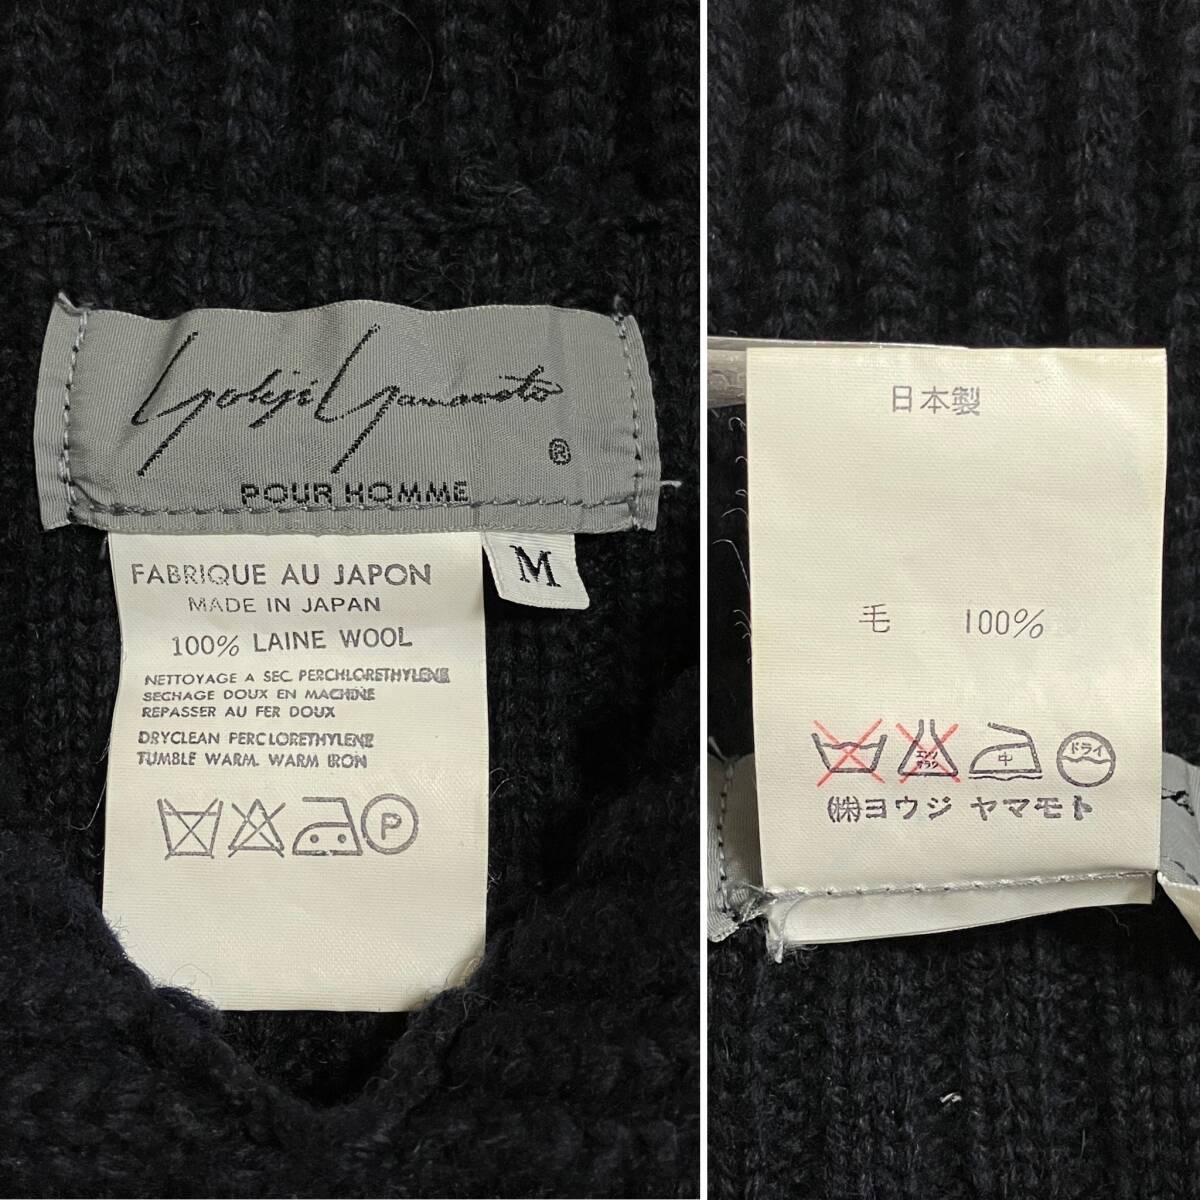 Yohji Yamamoto
®
POUR HOMME
M
FABRIQUE AU JAPON
MADE IN JAPAN
100% LAINE WOOL
NETTOYAGE A SEC PERCHLORETHYLENE
SECHAGE DOUX EN MACHINE
REPASSER AU FER DOUX
DRYCLEAN PERCLORETHYLENE
TUMBLE WARM. WARM IRON
P
日本製
毛 100%
エンソサラシ 中 ドライ
(株)ヨウジ ヤマモト